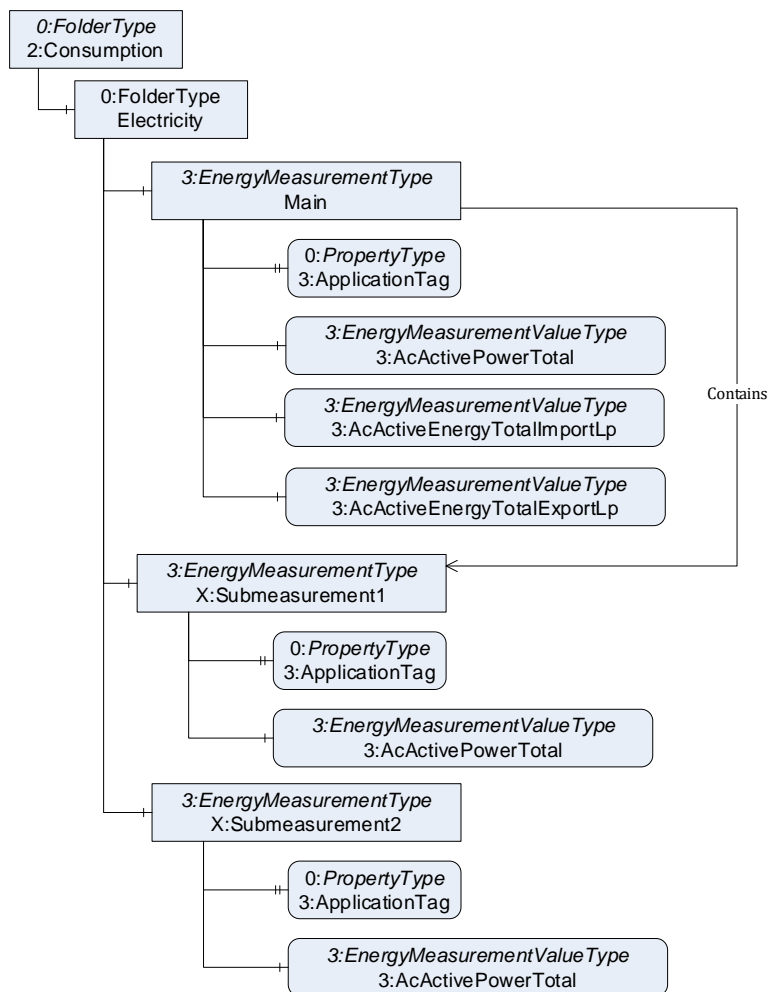 0:FolderType
2:Consumption
0:FolderType
Electricity
3:EnergyMeasurementType
Main
0:PropertyType
3:ApplicationTag
3:EnergyMeasurementValueType
3:AcActivePowerTotal
3:EnergyMeasurementValueType
3:AcActiveEnergyTotalImportLp
3:EnergyMeasurementValueType
3:AcActiveEnergyTotalExportLp
Contains
3:EnergyMeasurementType
X:Submeasurement1
0:PropertyType
3:ApplicationTag
3:EnergyMeasurementValueType
3:AcActivePowerTotal
3:EnergyMeasurementType
X:Submeasurement2
0:PropertyType
3:ApplicationTag
3:EnergyMeasurementValueType
3:AcActivePowerTotal